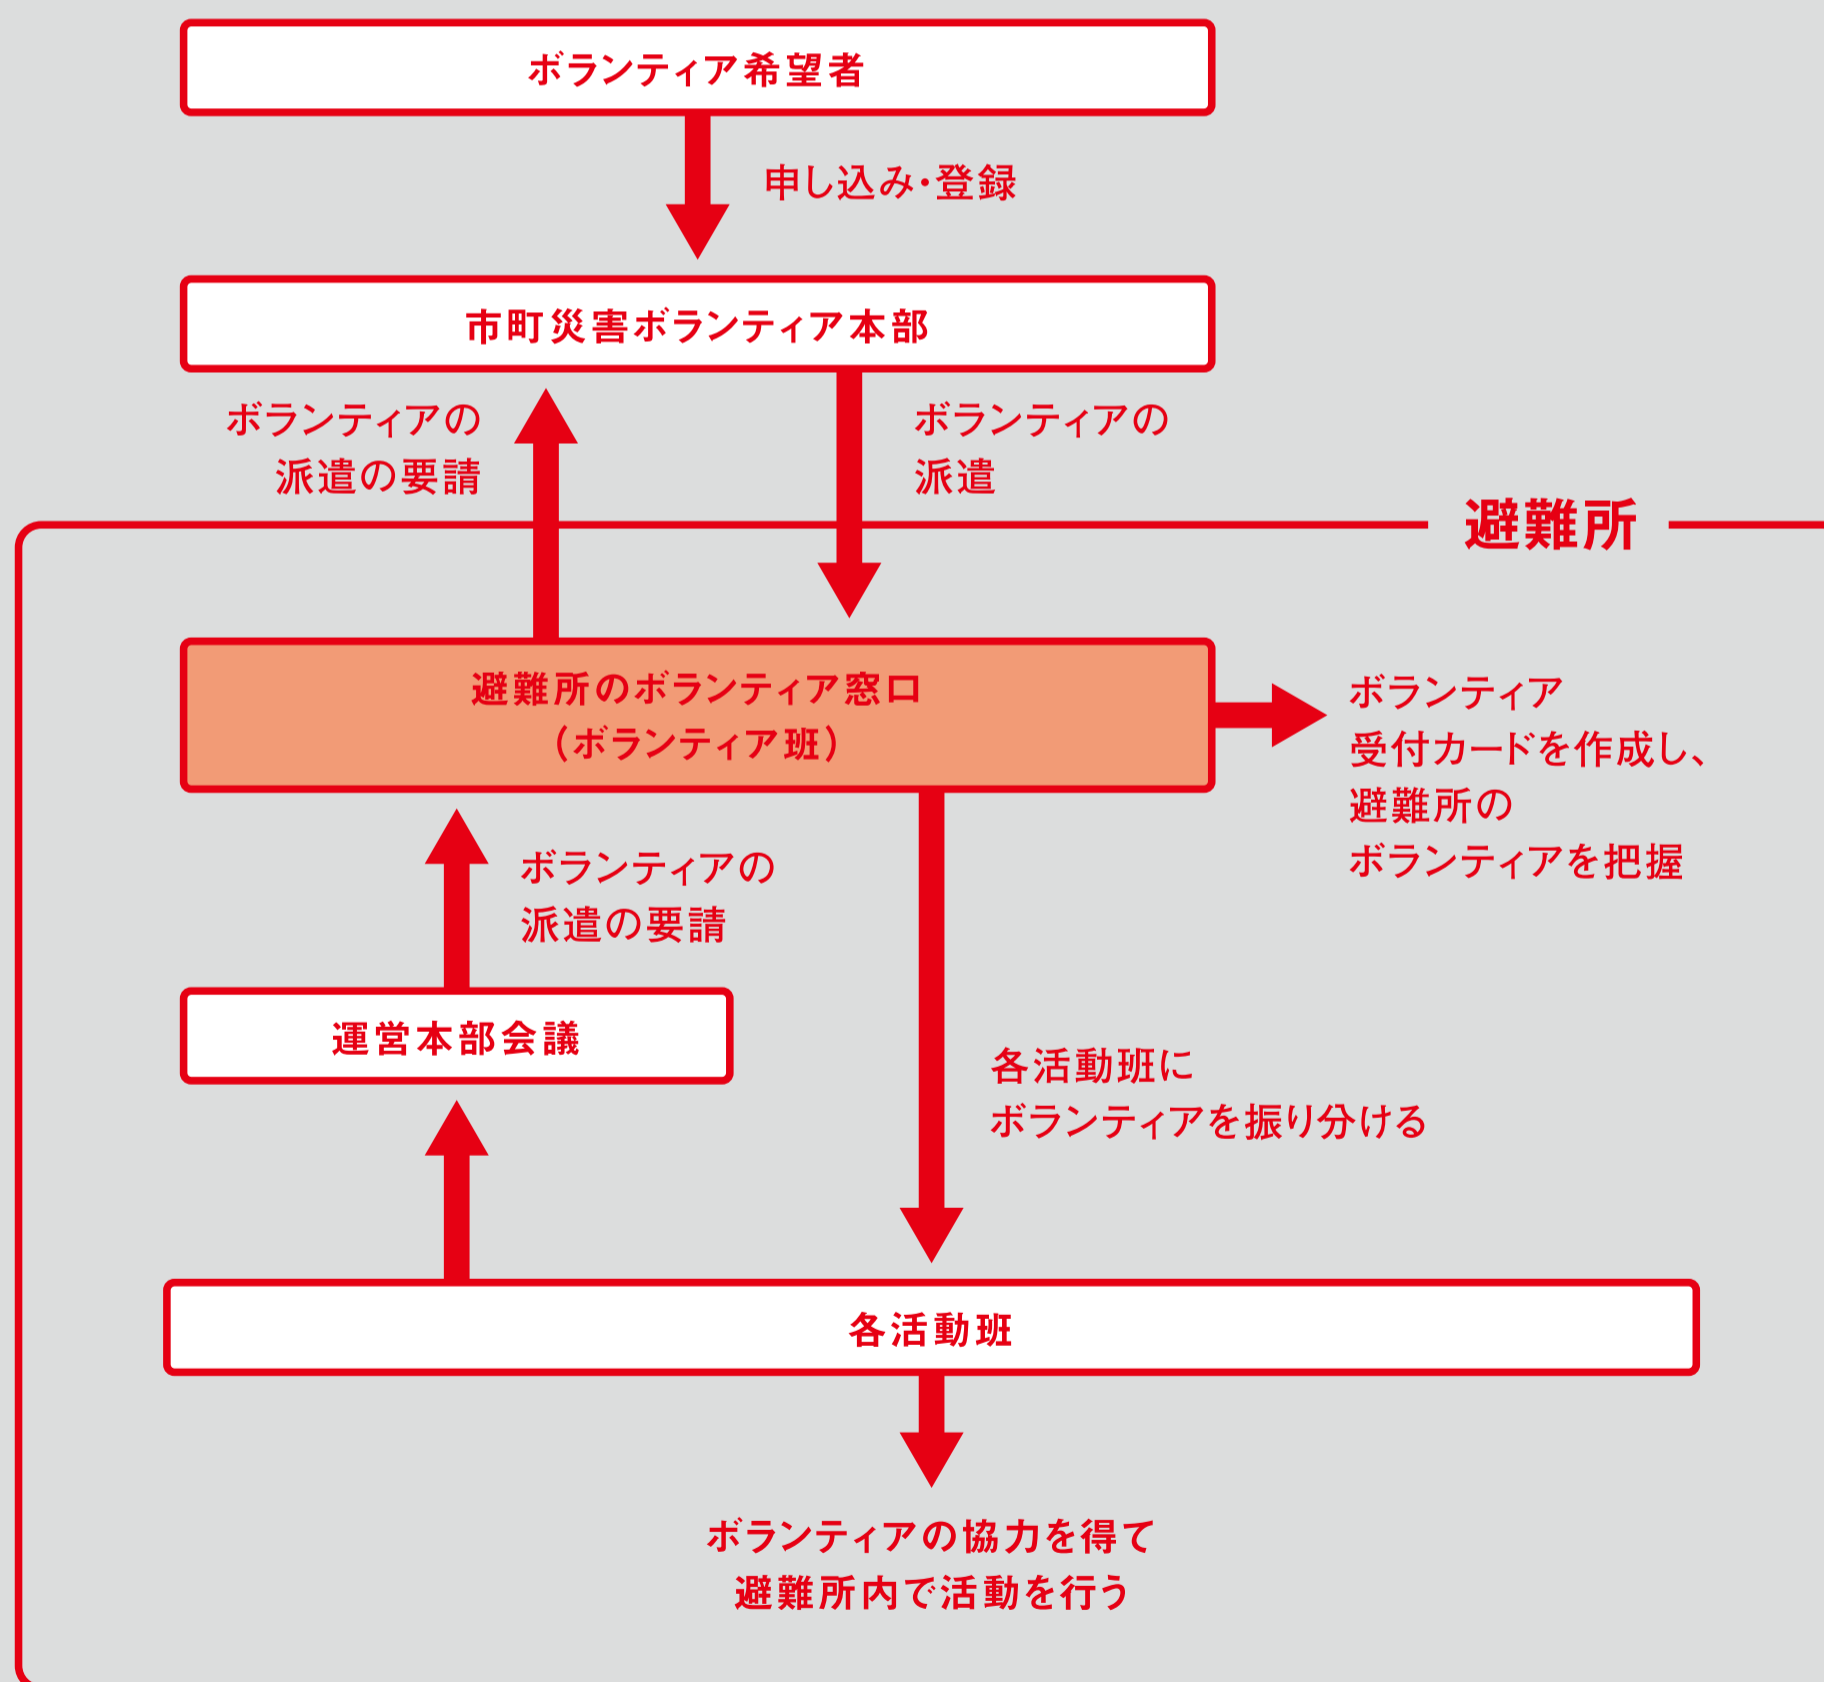 ボランティア希望者
申し込み・登録
市町災害ボランティア本部
ボランティアの
派遣の要請
ボランティアの
派遣
避難所
避難所のボランティア窓口
（ボランティア班）
ボランティア
受付カードを作成し、
避難所の
ボランティアを把握
ボランティアの
派遣の要請
運営本部会議
各活動班に
ボランティアを振り分ける
各活動班
ボランティアの協力を得て
避難所内で活動を行う